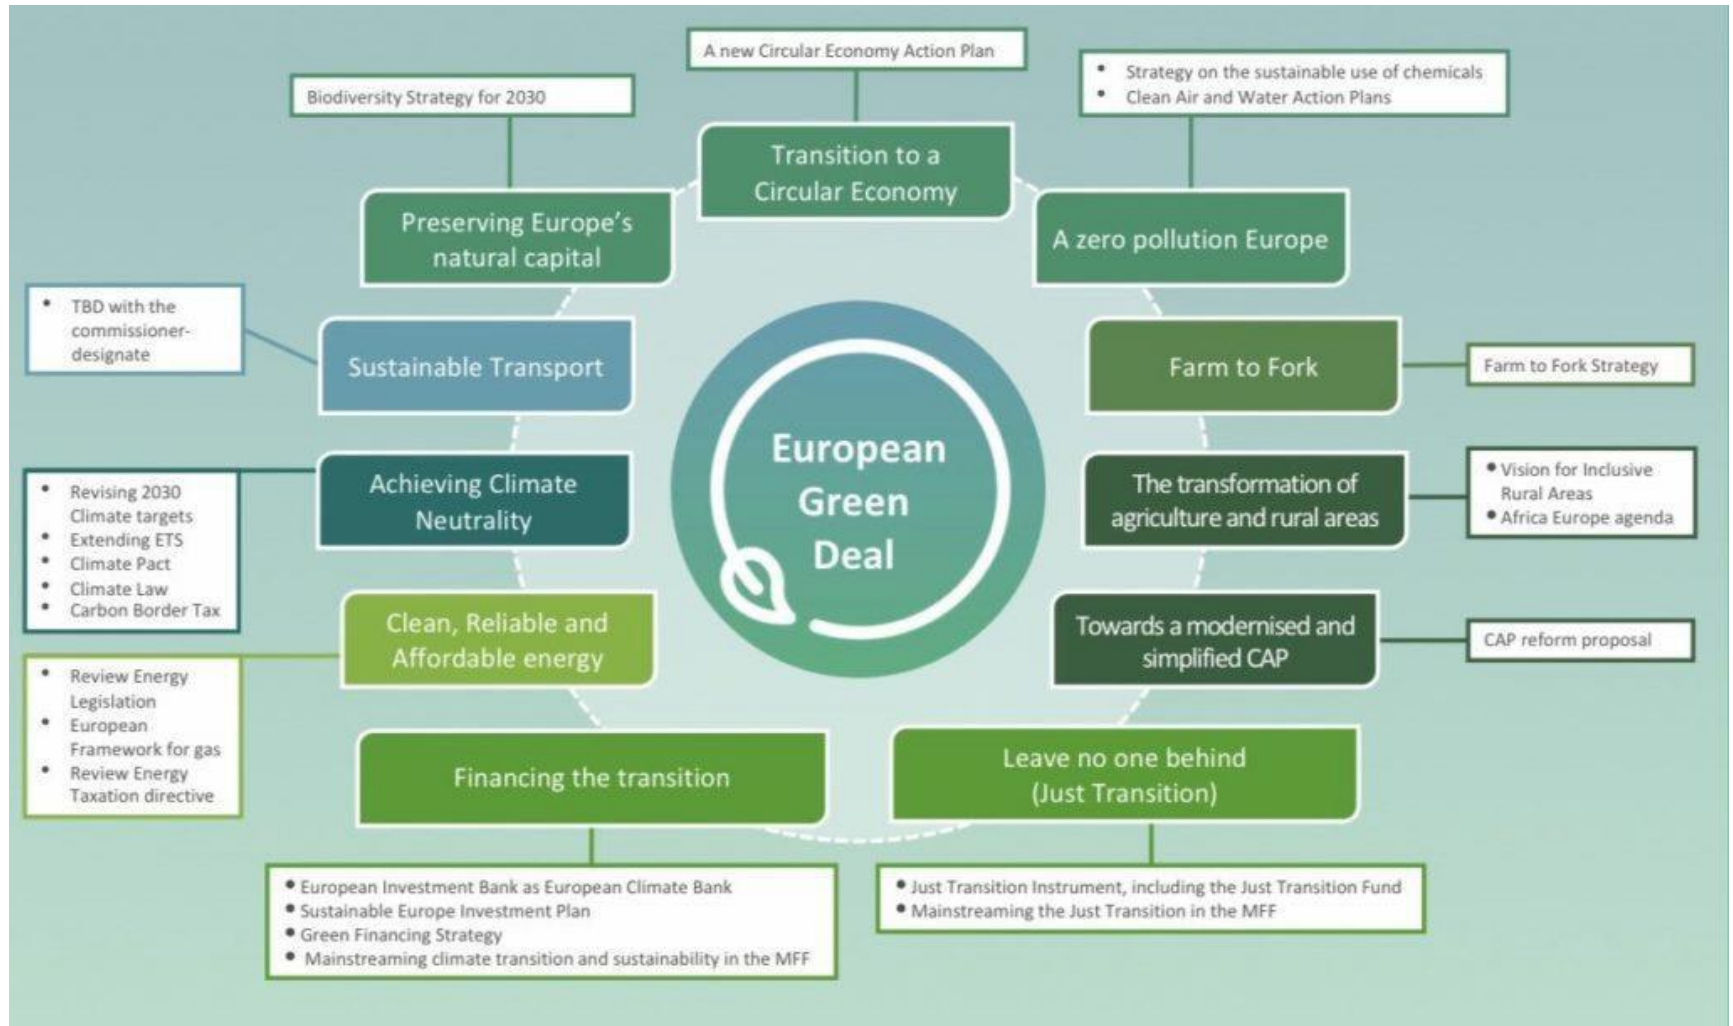 A new Circular Economy Action Plan
Biodiversity Strategy for 2030
• Strategy on the sustainable use of chemicals
• Clean Air and Water Action Plans
Transition to a
Circular Economy
Preserving Europe's
natural capital
A zero pollution Europe
• TBD with the
commissioner-
designate
Sustainable Transport
Farm to Fork
Farm to Fork Strategy
European
Green
Deal
• Revising 2030
Climate targets
• Extending ETS
• Climate Pact
• Climate Law
• Carbon Border Tax
Achieving Climate
Neutrality
The transformation of
agriculture and rural areas
• Vision for Inclusive
Rural Areas
• Africa Europe agenda
Clean, Reliable and
Affordable energy
Towards a modernised and
simplified CAP
CAP reform proposal
• Review Energy
Legislation
• European
Framework for gas
• Review Energy
Taxation directive
Financing the transition
Leave no one behind
(Just Transition)
• European Investment Bank as European Climate Bank
• Sustainable Europe Investment Plan
• Green Financing Strategy
• Mainstreaming climate transition and sustainability in the MFF
• Just Transition Instrument, including the Just Transition Fund
• Mainstreaming the Just Transition in the MFF